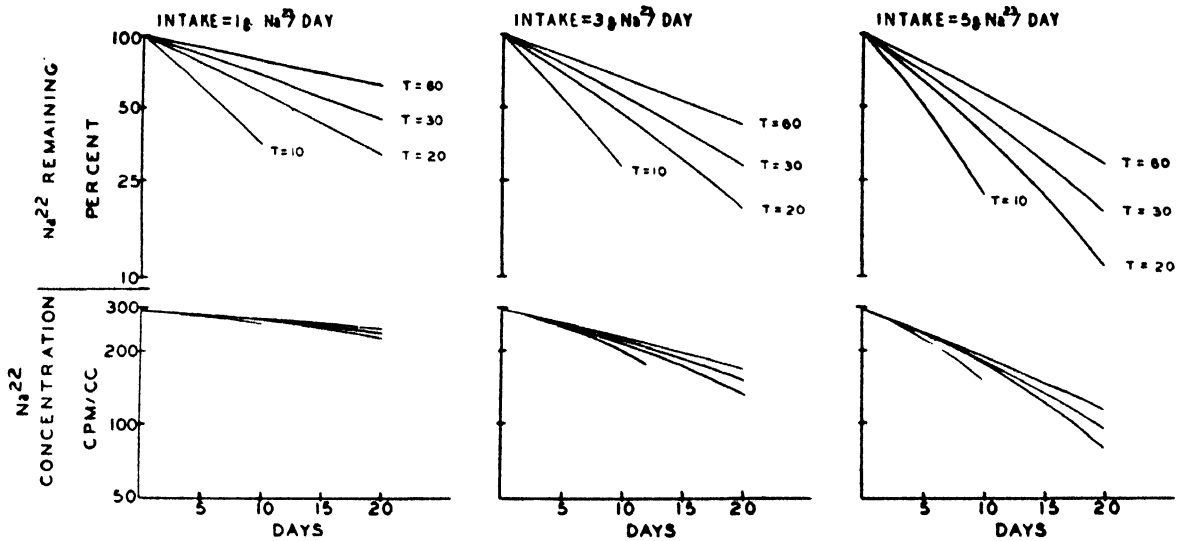 INTAKE=1g Na²³/DAY
INTAKE=3g Na²³/DAY
INTAKE=5g Na²³/DAY
Na²² REMAINING
PERCENT
100
50
25
10
T=60
T=30
T=20
T=10
T=60
T=30
T=20
T=10
T=60
T=30
T=20
T=10
Na²²
CONCENTRATION
CPM/CC
300
200
100
50
5 10 15 20
DAYS
5 10 15 20
DAYS
5 10 15 20
DAYS